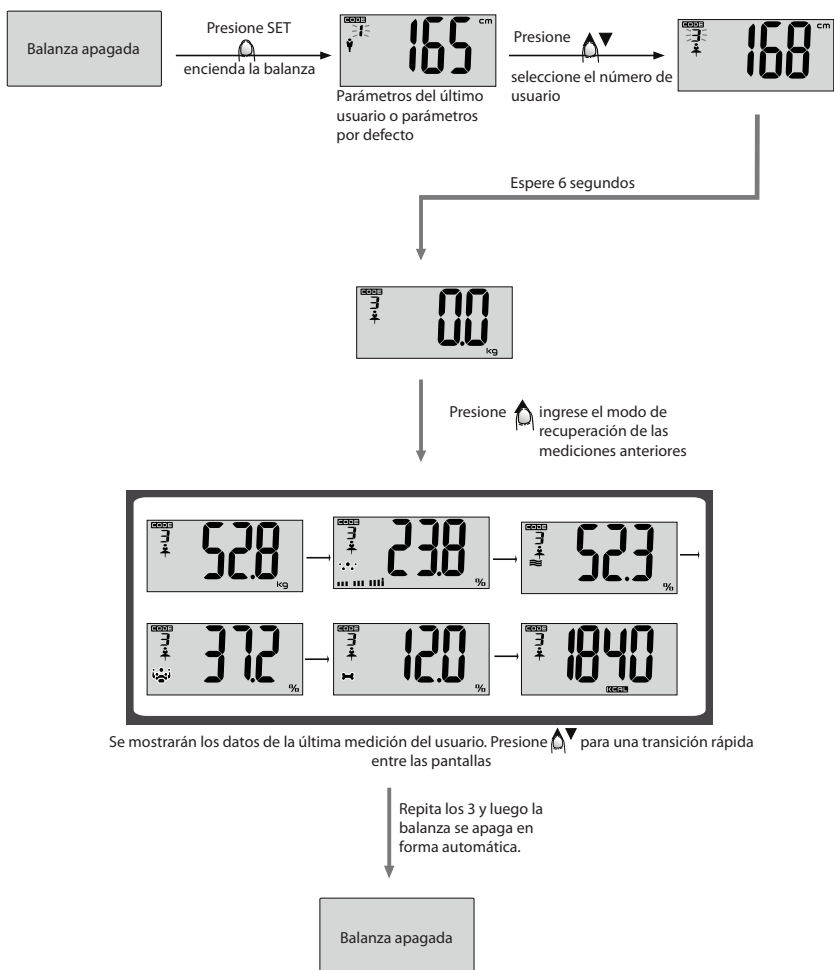 Balanza apagada
Presione SET
encienda la balanza
CODE
1
165 cm
Parámetros del último
usuario o parámetros
por defecto
Presione
seleccione el número de
usuario
CODE
3
168 cm
Espere 6 segundos
CODE
3
0.0
kg
Presione
ingrese el modo de
recuperación de las
mediciones anteriores
CODE
3
52.8
kg
CODE
3
23.8
%
CODE
3
52.3
%
CODE
3
37.2
%
CODE
3
12.0
%
CODE
3
1840
KCAL
Se mostrarán los datos de la última medición del usuario. Presione para una transición rápida
entre las pantallas
Repita los 3 y luego la
balanza se apaga en
forma automática.
Balanza apagada